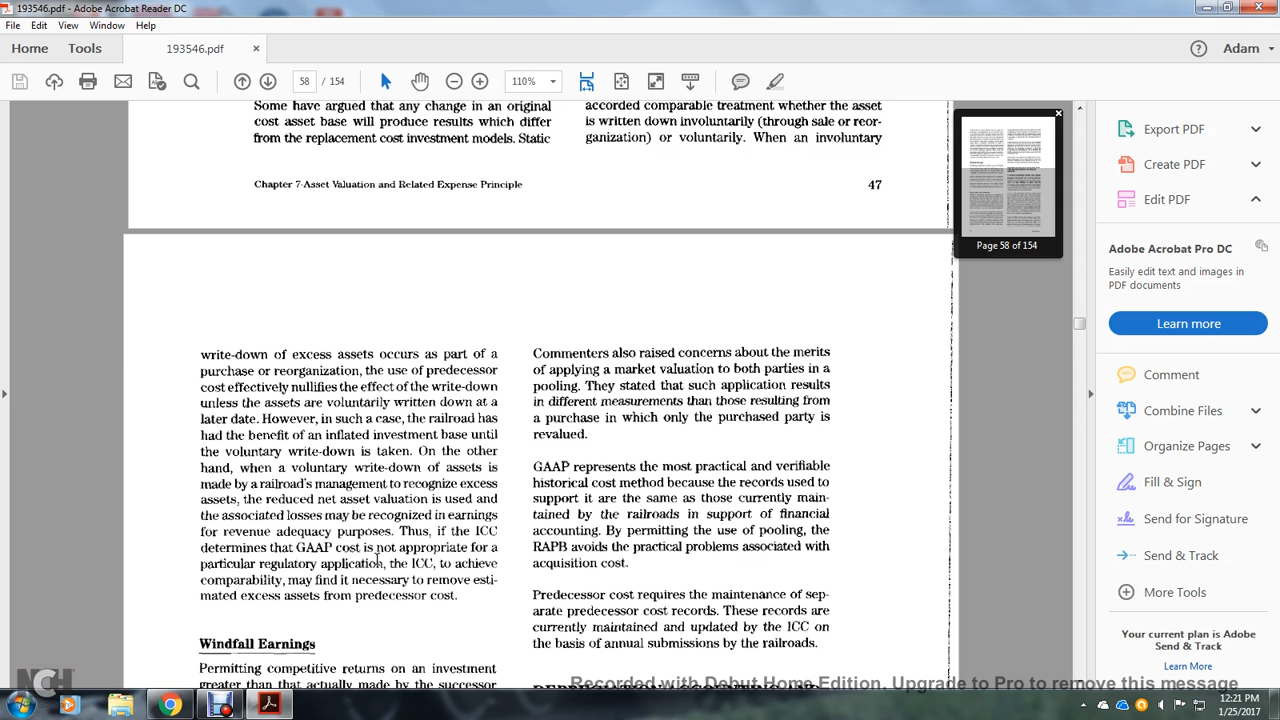 193546.pdf - Adobe Acrobat Reader DC
File Edit View Window Help
Home Tools 193546.pdf × Adam
58 / 154 110%
Some have argued that any change in an original
cost asset base will produce results which differ
from the replacement cost investment models. Static
accorded comparable treatment whether the asset
is written down involuntarily (through sale or reor-
ganization) or voluntarily. When an involuntary
Chapter 7 Asset Valuation and Related Expense Principle 47
write-down of excess assets occurs as part of a
purchase or reorganization, the use of predecessor
cost effectively nullifies the effect of the write-down
unless the assets are voluntarily written down at a
later date. However, in such a case, the railroad has
had the benefit of an inflated investment base until
the voluntary write-down is taken. On the other
hand, when a voluntary write-down of assets is
made by a railroad's management to recognize excess
assets, the reduced net asset valuation is used and
the associated losses may be recognized in earnings
for revenue adequacy purposes. Thus, if the ICC
determines that GAAP cost is not appropriate for a
particular regulatory application, the ICC, to achieve
comparability, may find it necessary to remove esti-
mated excess assets from predecessor cost.
Windfall Earnings
Permitting competitive returns on an investment
greater than that actually made by the successor
Commenters also raised concerns about the merits
of applying a market valuation to both parties in a
pooling. They stated that such application results
in different measurements than those resulting from
a purchase in which only the purchased party is
revalued.
GAAP represents the most practical and verifiable
historical cost method because the records used to
support it are the same as those currently main-
tained by the railroads in support of financial
accounting. By permitting the use of pooling, the
RAPB avoids the practical problems associated with
acquisition cost.
Predecessor cost requires the maintenance of sep-
arate predecessor cost records. These records are
currently maintained and updated by the ICC on
the basis of annual submissions by the railroads.
Page 58 of 154
Export PDF
Create PDF
Edit PDF
Adobe Acrobat Pro DC
Easily edit text and images in
PDF documents
Learn more
Comment
Combine Files
Organize Pages
Fill & Sign
Send for Signature
Send & Track
More Tools
Your current plan is Adobe
Send & Track
Learn More
NCH
Recorded with Debut Home Edition. Upgrade to Pro to remove this message
12:21 PM
1/25/2017